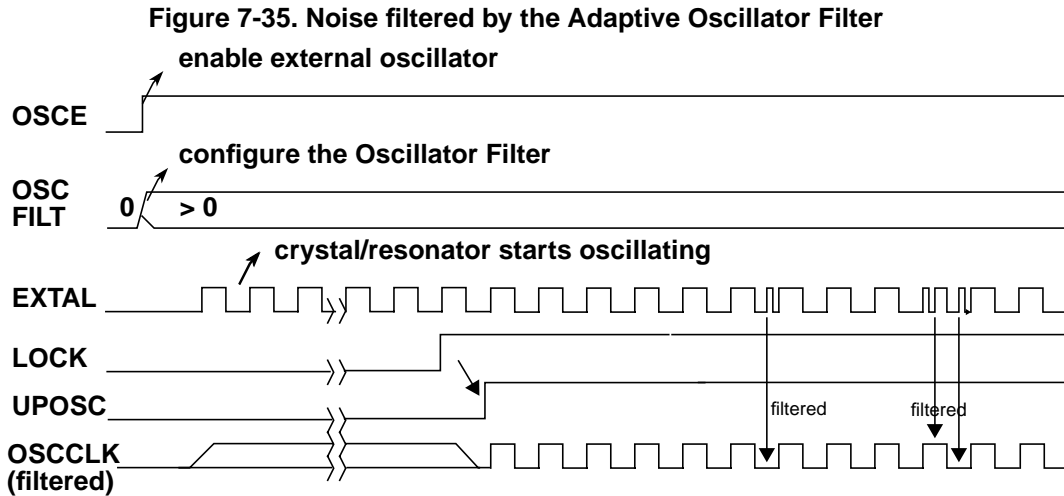 Figure 7-35. Noise filtered by the Adaptive Oscillator Filter
enable external oscillator
OSCE
configure the Oscillator Filter
OSC
FILT
0 > 0
crystal/resonator starts oscillating
EXTAL
LOCK
UPOSC
filtered filtered
OSCCLK
(filtered)